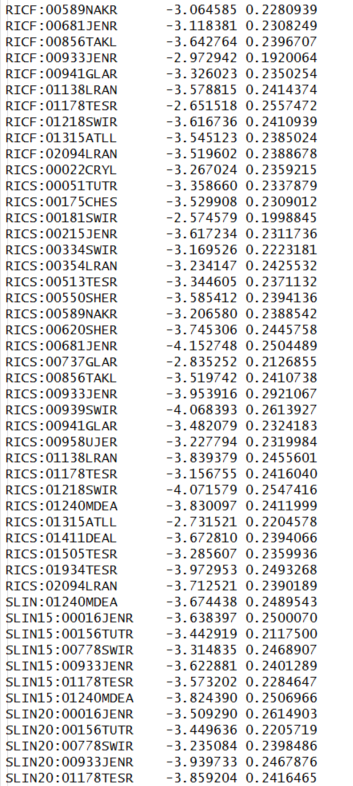 RICF:00589NAKR -3.064585 0.2280939
RICF:00681JENR -3.118381 0.2308249
RICF:00856TAKL -3.642764 0.2396707
RICF:00933JENR -2.972942 0.1920064
RICF:00941GLAR -3.326023 0.2350254
RICF:01138LRAN -3.578815 0.2414374
RICF:01178TESR -2.651518 0.2557472
RICF:01218SWIR -3.616736 0.2410939
RICF:01315ATLL -3.545123 0.2385024
RICF:02094LRAN -3.519602 0.2388678
RICS:00022CRYL -3.267024 0.2359215
RICS:00051TUTR -3.358660 0.2337879
RICS:00175CHES -3.529908 0.2309012
RICS:00181SWIR -2.574579 0.1998845
RICS:00215JENR -3.617234 0.2311736
RICS:00334SWIR -3.169526 0.2223181
RICS:00354LRAN -3.234147 0.2425532
RICS:00513TESR -3.344605 0.2371132
RICS:00550SHER -3.585412 0.2394136
RICS:00589NAKR -3.206580 0.2388542
RICS:00620SHER -3.745306 0.2445758
RICS:00681JENR -4.152748 0.2504489
RICS:00737GLAR -2.835252 0.2126855
RICS:00856TAKL -3.519742 0.2410738
RICS:00933JENR -3.953916 0.2921067
RICS:00939SWIR -4.068393 0.2613927
RICS:00941GLAR -3.482079 0.2324183
RICS:00958UJER -3.227794 0.2319984
RICS:01138LRAN -3.839379 0.2455601
RICS:01178TESR -3.156755 0.2416040
RICS:01218SWIR -4.071579 0.2547416
RICS:01240MDEA -3.830097 0.2411999
RICS:01315ATLL -2.731521 0.2204578
RICS:01411DEAL -3.672810 0.2394066
RICS:01505TESR -3.285607 0.2359936
RICS:01934TESR -3.972953 0.2493268
RICS:02094LRAN -3.712521 0.2390189
SLIN:01240MDEA -3.674438 0.2489543
SLIN15:00016JENR -3.638397 0.2500070
SLIN15:00156TUTR -3.442919 0.2117500
SLIN15:00778SWIR -3.314835 0.2468907
SLIN15:00933JENR -3.622881 0.2401289
SLIN15:01178TESR -3.573202 0.2284647
SLIN15:01240MDEA -3.824390 0.2506966
SLIN20:00016JENR -3.509290 0.2614903
SLIN20:00156TUTR -3.449636 0.2205719
SLIN20:00778SWIR -3.235084 0.2398486
SLIN20:00933JENR -3.939733 0.2467876
SLIN20:01178TESR -3.859204 0.2416465